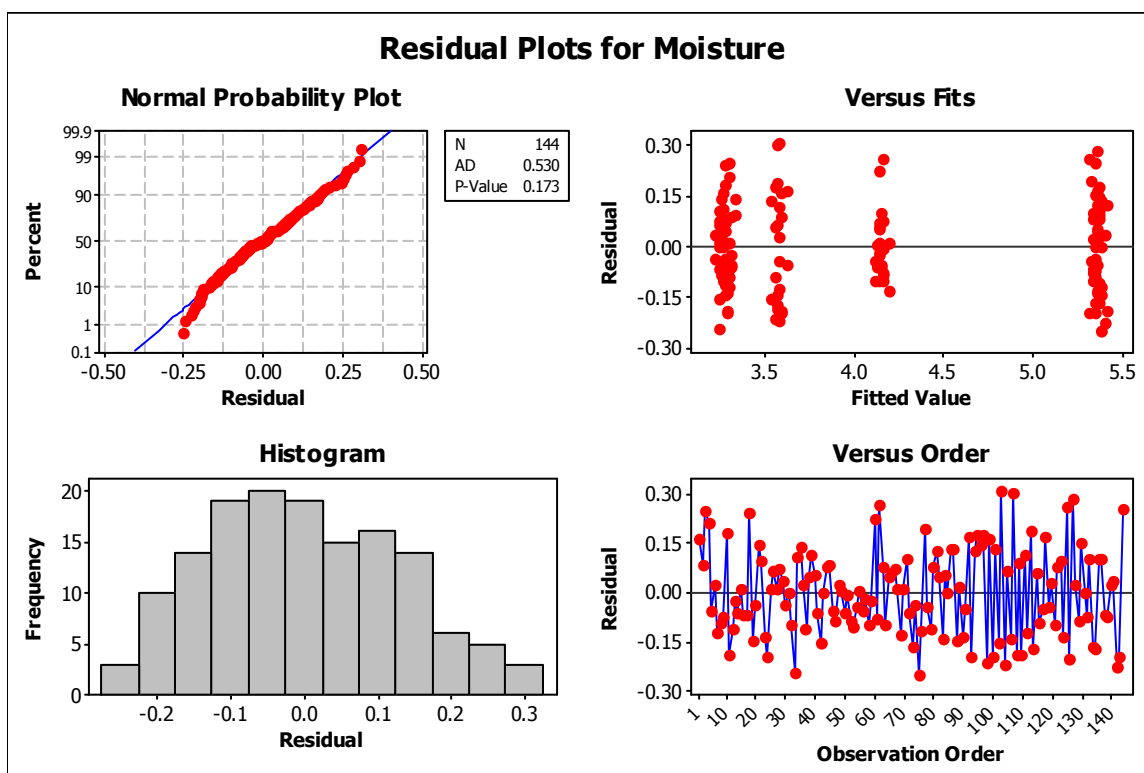 Residual Plots for Moisture
Normal Probability Plot
99.9
99
90
50
10
1
0.1
Percent
-0.50 -0.25 0.00 0.25 0.50
Residual
N 144
AD 0.530
P-Value 0.173
Versus Fits
0.30
0.15
0.00
-0.15
-0.30
Residual
3.5 4.0 4.5 5.0 5.5
Fitted Value
Histogram
20
15
10
5
0
Frequency
-0.2 -0.1 0.0 0.1 0.2 0.3
Residual
Versus Order
0.30
0.15
0.00
-0.15
-0.30
Residual
1 10 20 30 40 50 60 70 80 90 100 110 120 130 140
Observation Order